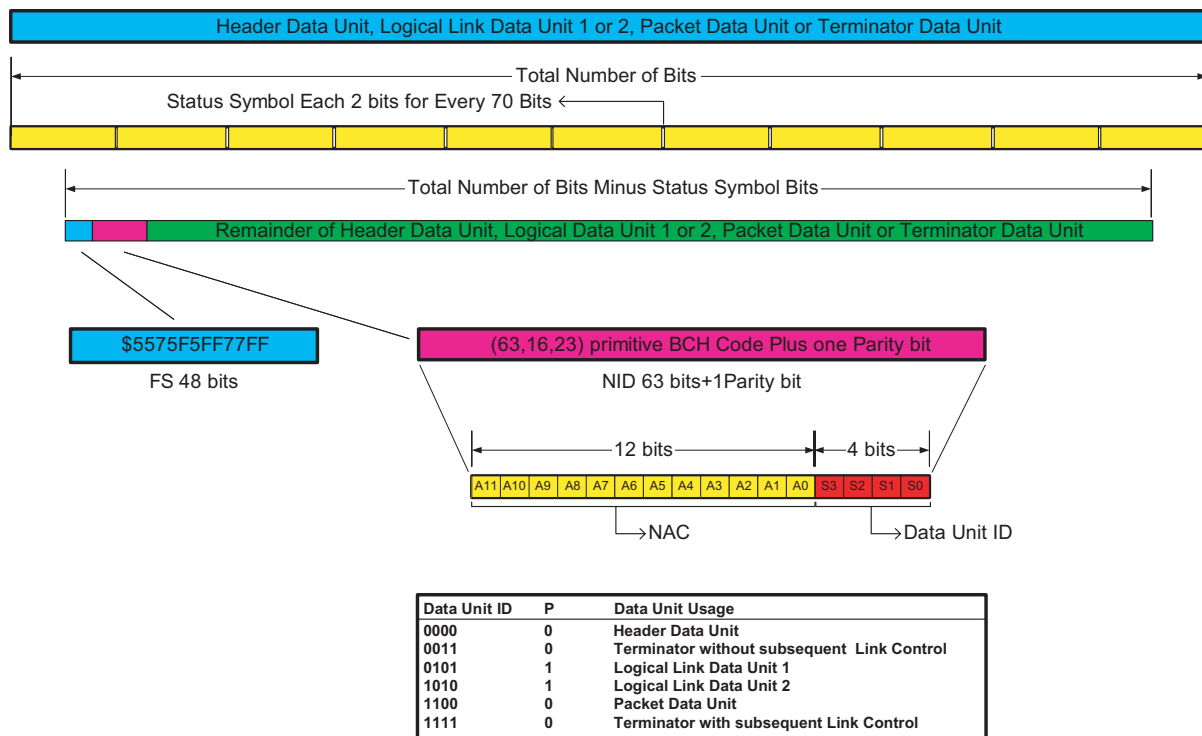 Header Data Unit, Logical Link Data Unit 1 or 2, Packet Data Unit or Terminator Data Unit
Total Number of Bits
Status Symbol Each 2 bits for Every 70 Bits
Total Number of Bits Minus Status Symbol Bits
Remainder of Header Data Unit, Logical Data Unit 1 or 2, Packet Data Unit or Terminator Data Unit
$5575F5FF77FF
(63,16,23) primitive BCH Code Plus one Parity bit
FS 48 bits
NID 63 bits+1Parity bit
12 bits
4 bits
A11 A10 A9 A8 A7 A6 A5 A4 A3 A2 A1 A0 S3 S2 S1 S0
NAC
Data Unit ID
Data Unit ID P Data Unit Usage
0000 0 Header Data Unit
0011 0 Terminator without subsequent Link Control
0101 1 Logical Link Data Unit 1
1010 1 Logical Link Data Unit 2
1100 0 Packet Data Unit
1111 0 Terminator with subsequent Link Control